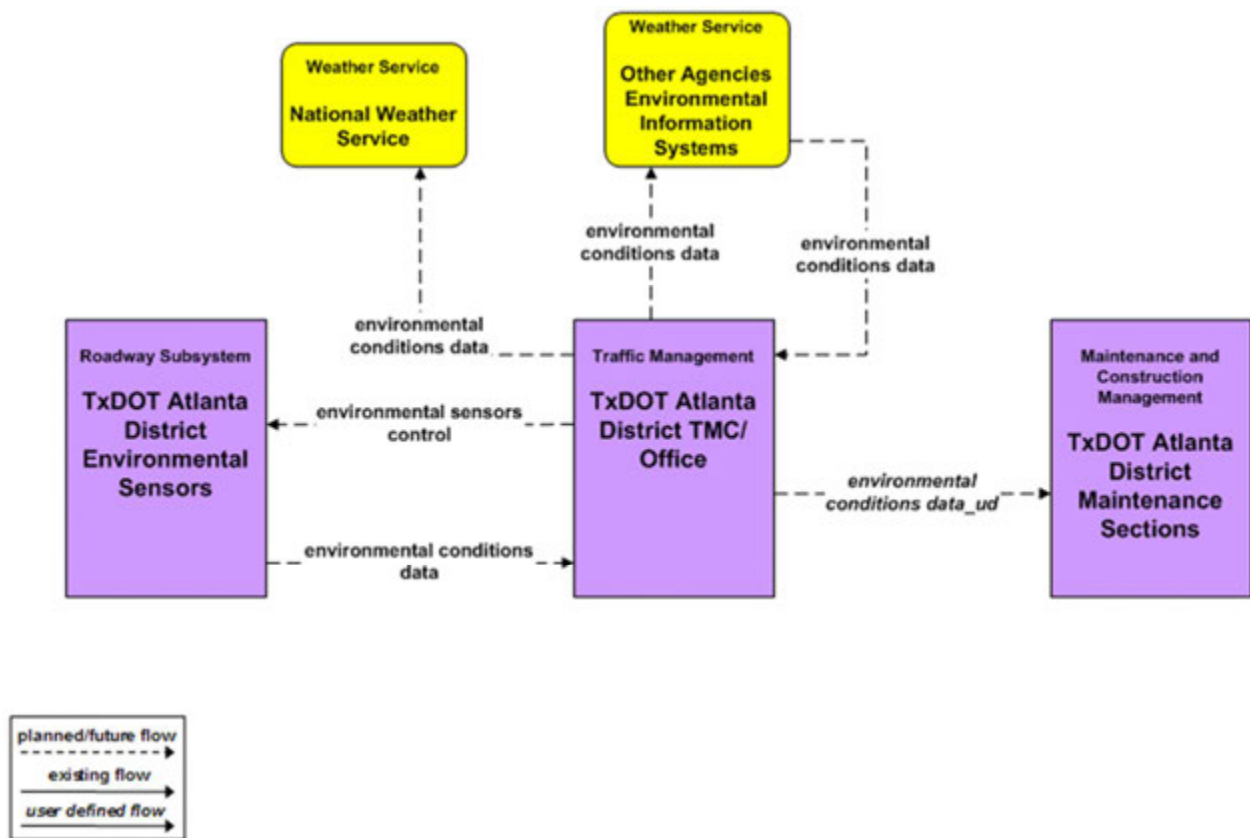 Weather Service
National Weather
Service
Weather Service
Other Agencies
Environmental
Information
Systems
environmental
conditions data
environmental
conditions data
environmental
conditions data
Roadway Subsystem
TxDOT Atlanta
District
Environmental
Sensors
environmental sensors
control
environmental conditions
data
Traffic Management
TxDOT Atlanta
District TMC/
Office
environmental
conditions data_ud
Maintenance and
Construction
Management
TxDOT Atlanta
District
Maintenance
Sections
planned/future flow
existing flow
user defined flow